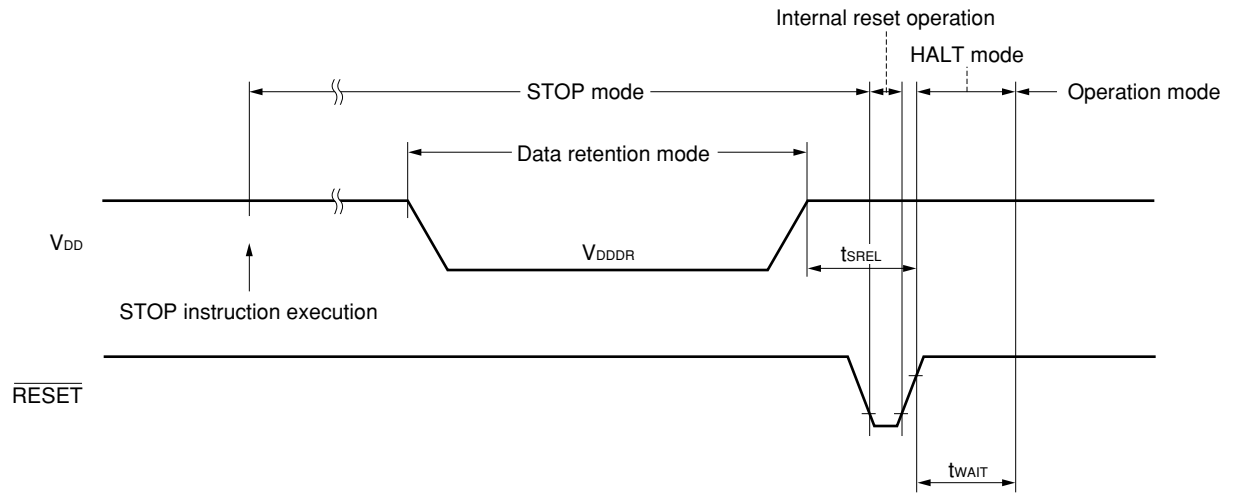 Internal reset operation
HALT mode
STOP mode
Operation mode
Data retention mode
VDD
VDDDR
tSREL
STOP instruction execution
RESET
tWAIT